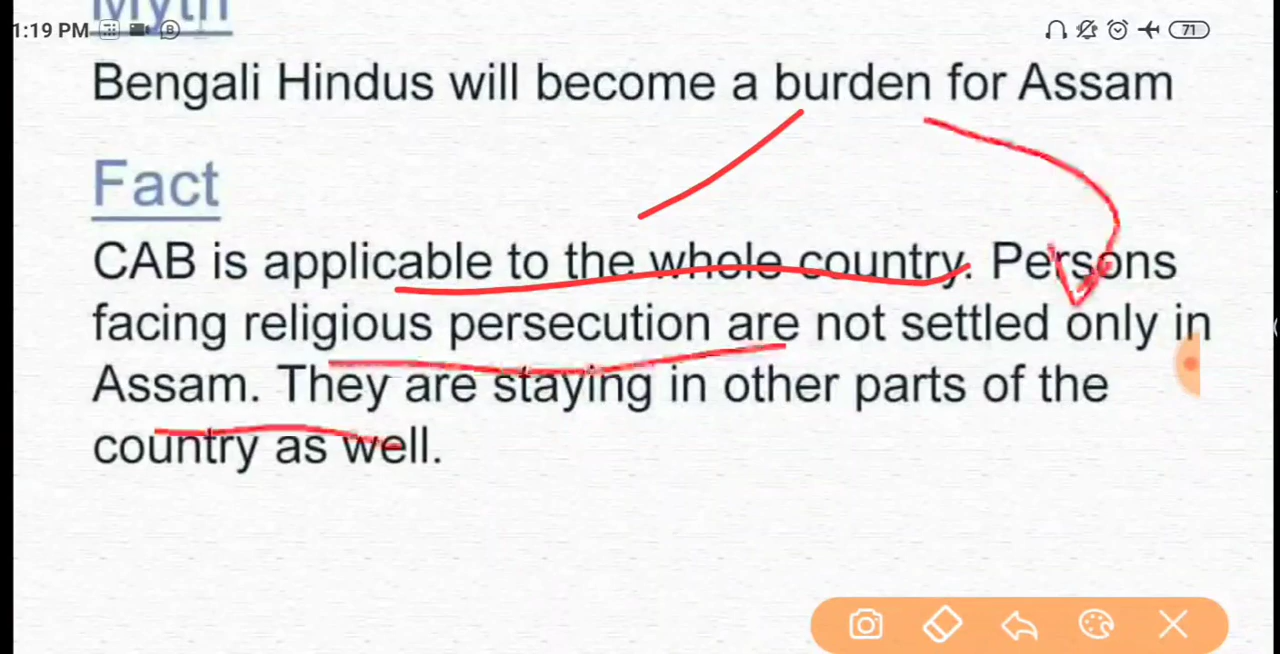 Myth
1:19 PM
71
Bengali Hindus will become a burden for Assam
Fact
CAB is applicable to the whole country. Persons
facing religious persecution are not settled only in
Assam. They are staying in other parts of the
country as well.